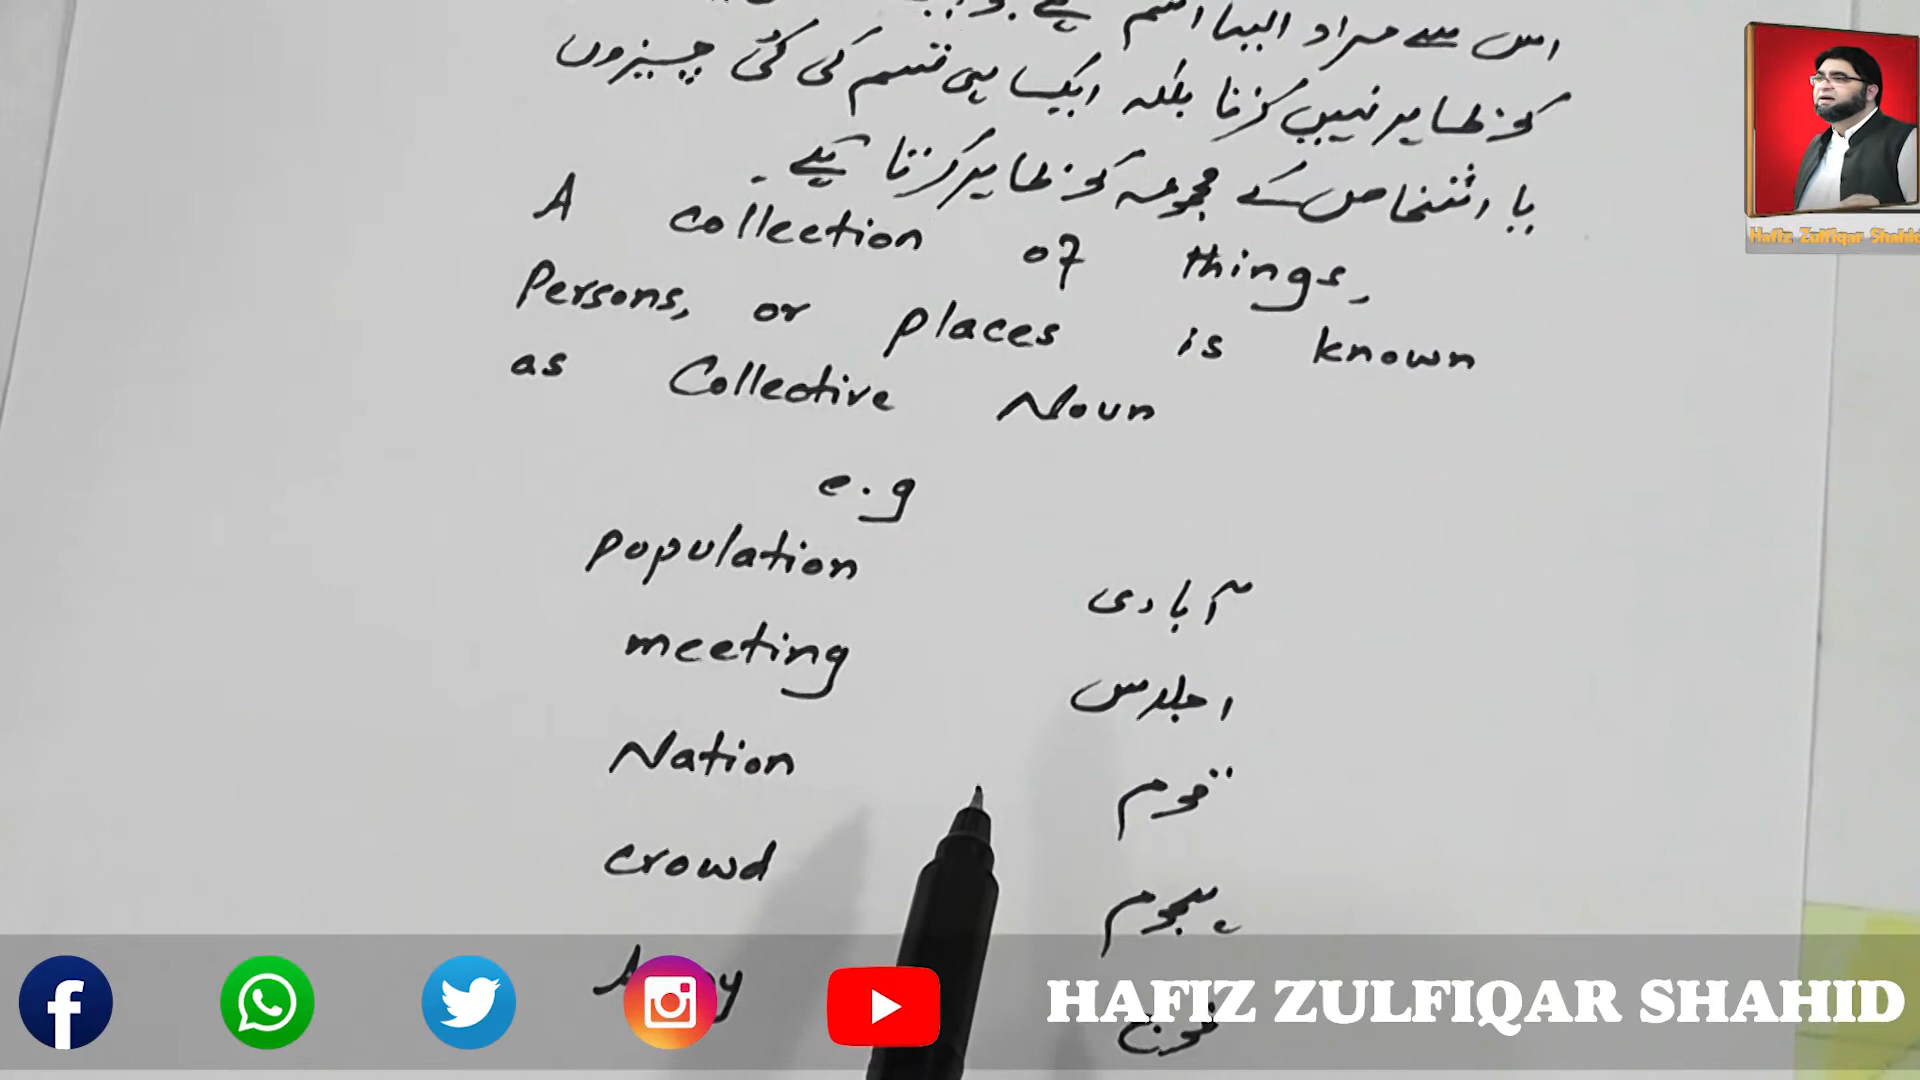 اس سے مراد ایسا اسم ہے
کو ظاہر نہیں کرتا بلکہ ایک ہی قسم کی کئی چیزوں
یا اشخاص کے مجموعہ کو ظاہر کرتا ہے۔
A collection of things,
Persons, or places is known
as Collective Noun
e.g
population آبادی
meeting اجلاس
Nation قوم
crowd ہجوم
فوج
Hafiz Zulfiqar Shahid
HAFIZ ZULFIQAR SHAHID